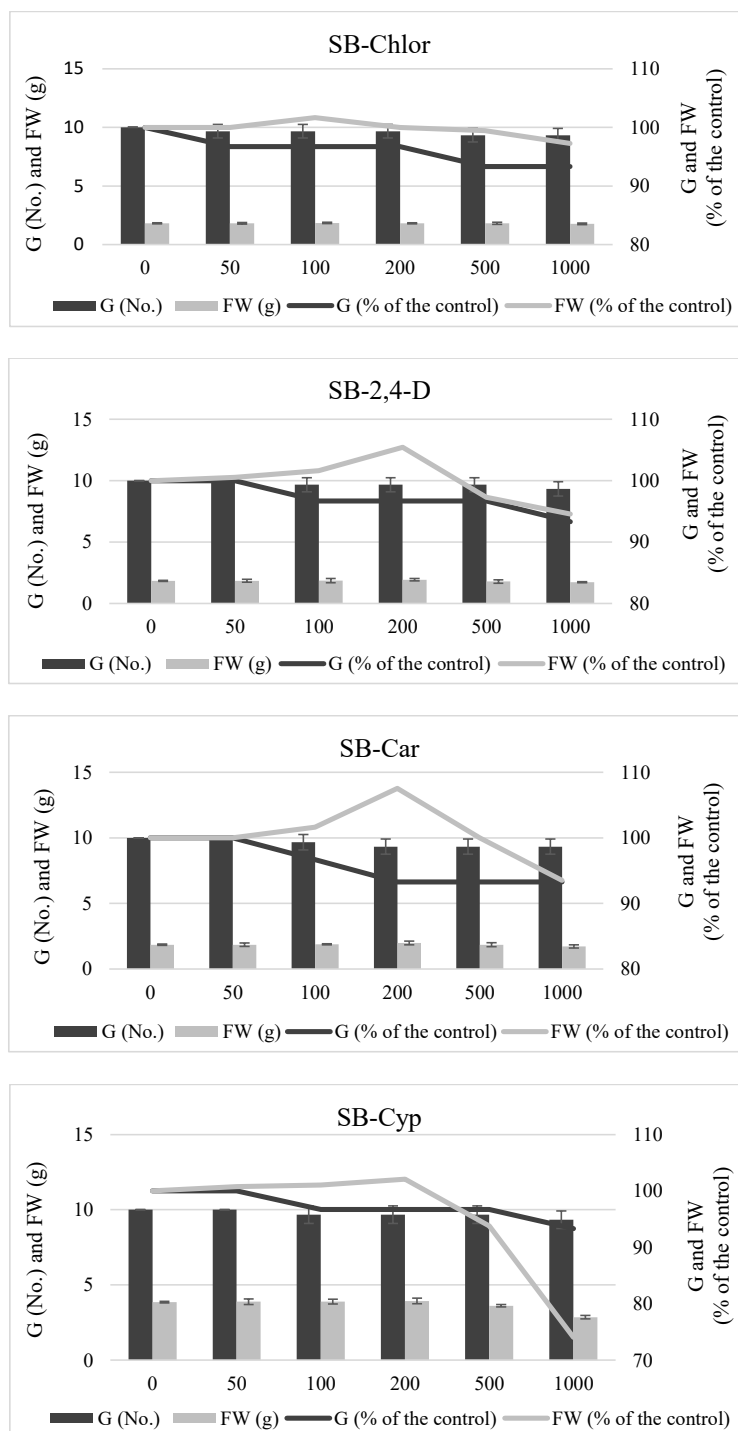 SB-Chlor
G (No.) and FW (g)
15
10
5
0
110
100
90
80
G and FW
(% of the control)
0 50 100 200 500 1000
G (No.) FW (g) G (% of the control) FW (% of the control)
SB-2,4-D
G (No.) and FW (g)
15
10
5
0
110
100
90
80
G and FW
(% of the control)
0 50 100 200 500 1000
G (No.) FW (g) G (% of the control) FW (% of the control)
SB-Car
G (No.) and FW (g)
15
10
5
0
110
100
90
80
G and FW
(% of the control)
0 50 100 200 500 1000
G (No.) FW (g) G (% of the control) FW (% of the control)
SB-Cyp
G (No.) and FW (g)
15
10
5
0
110
100
90
80
70
G and FW
(% of the control)
0 50 100 200 500 1000
G (No.) FW (g) G (% of the control) FW (% of the control)